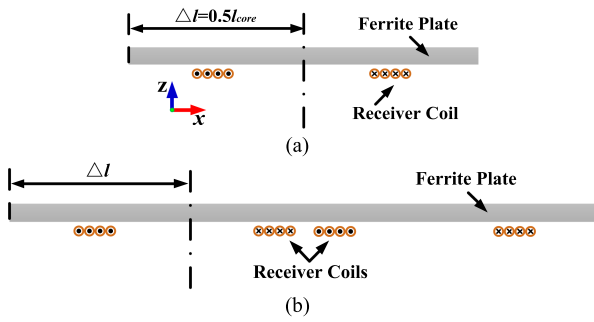 △l=0.5lcore
Ferrite Plate
z
x
Receiver Coil
(a)
△l
Ferrite Plate
Receiver Coils
(b)